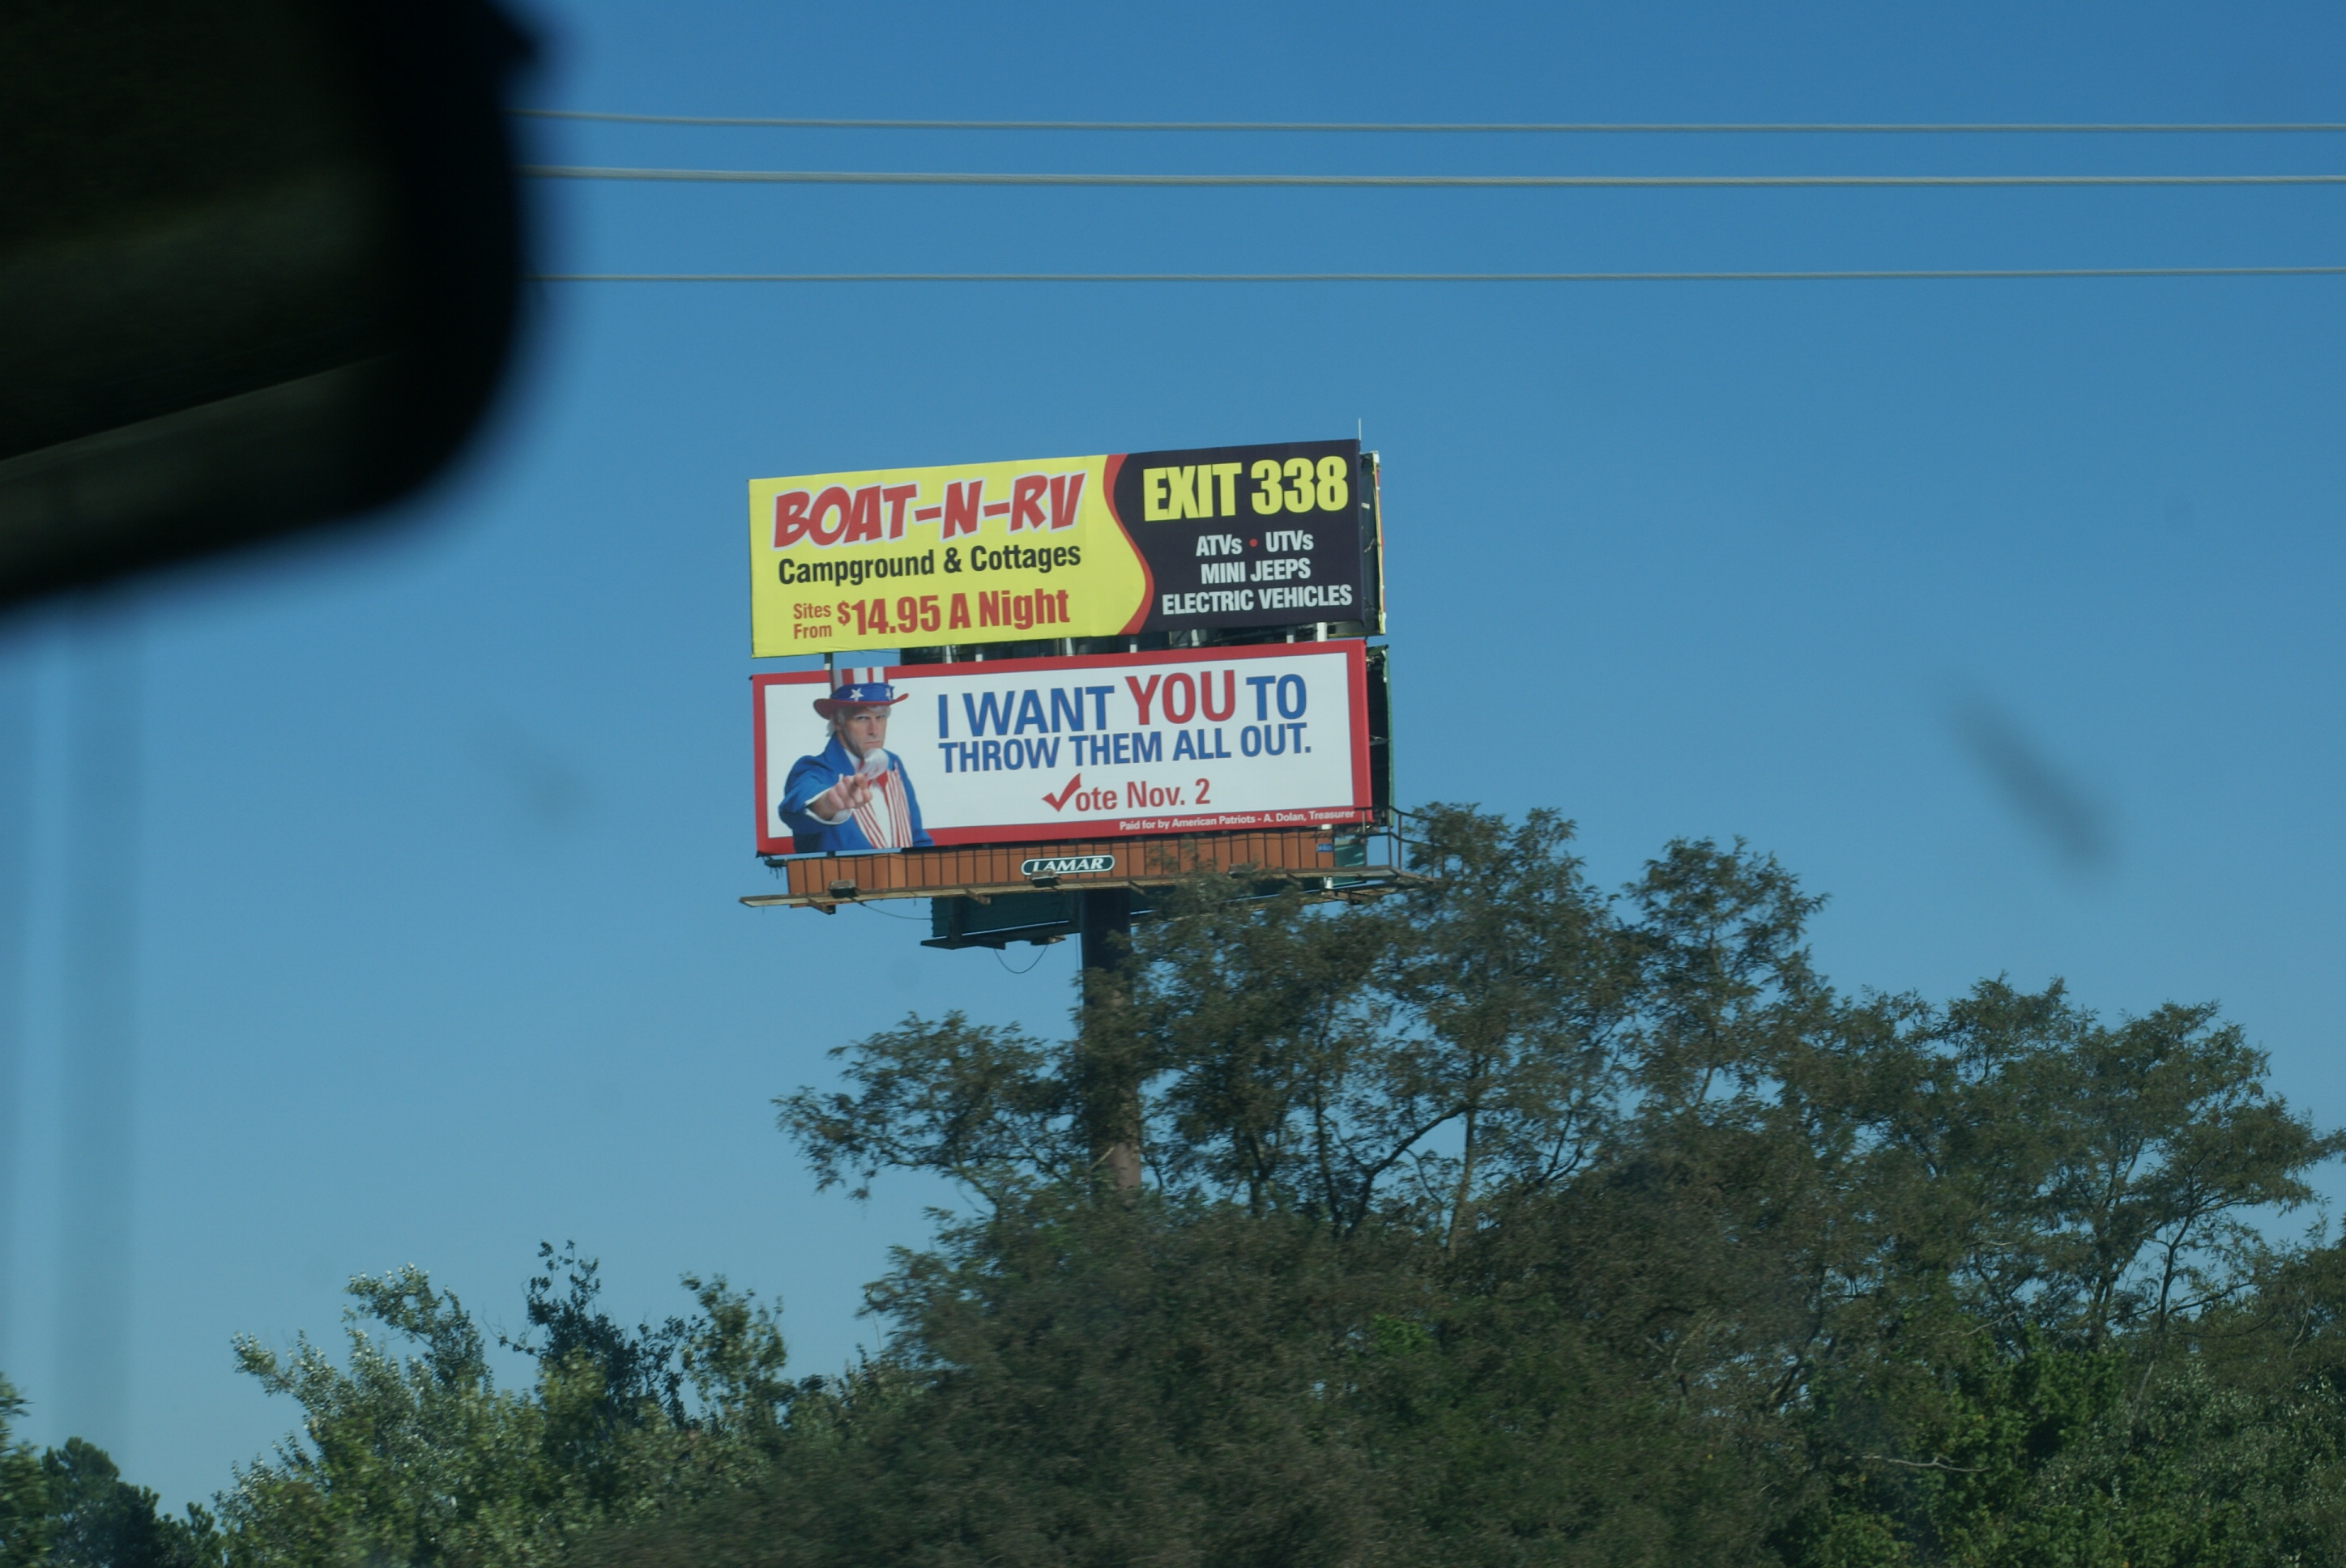 BOAT-N-RV
Campground & Cottages
Sites
From $14.95 A Night
EXIT 338
ATVs • UTVs
MINI JEEPS
ELECTRIC VEHICLES
I WANT YOU TO
THROW THEM ALL OUT.
Vote Nov. 2
Paid for by American Patriots - A. Dolan, Treasurer
LAMAR